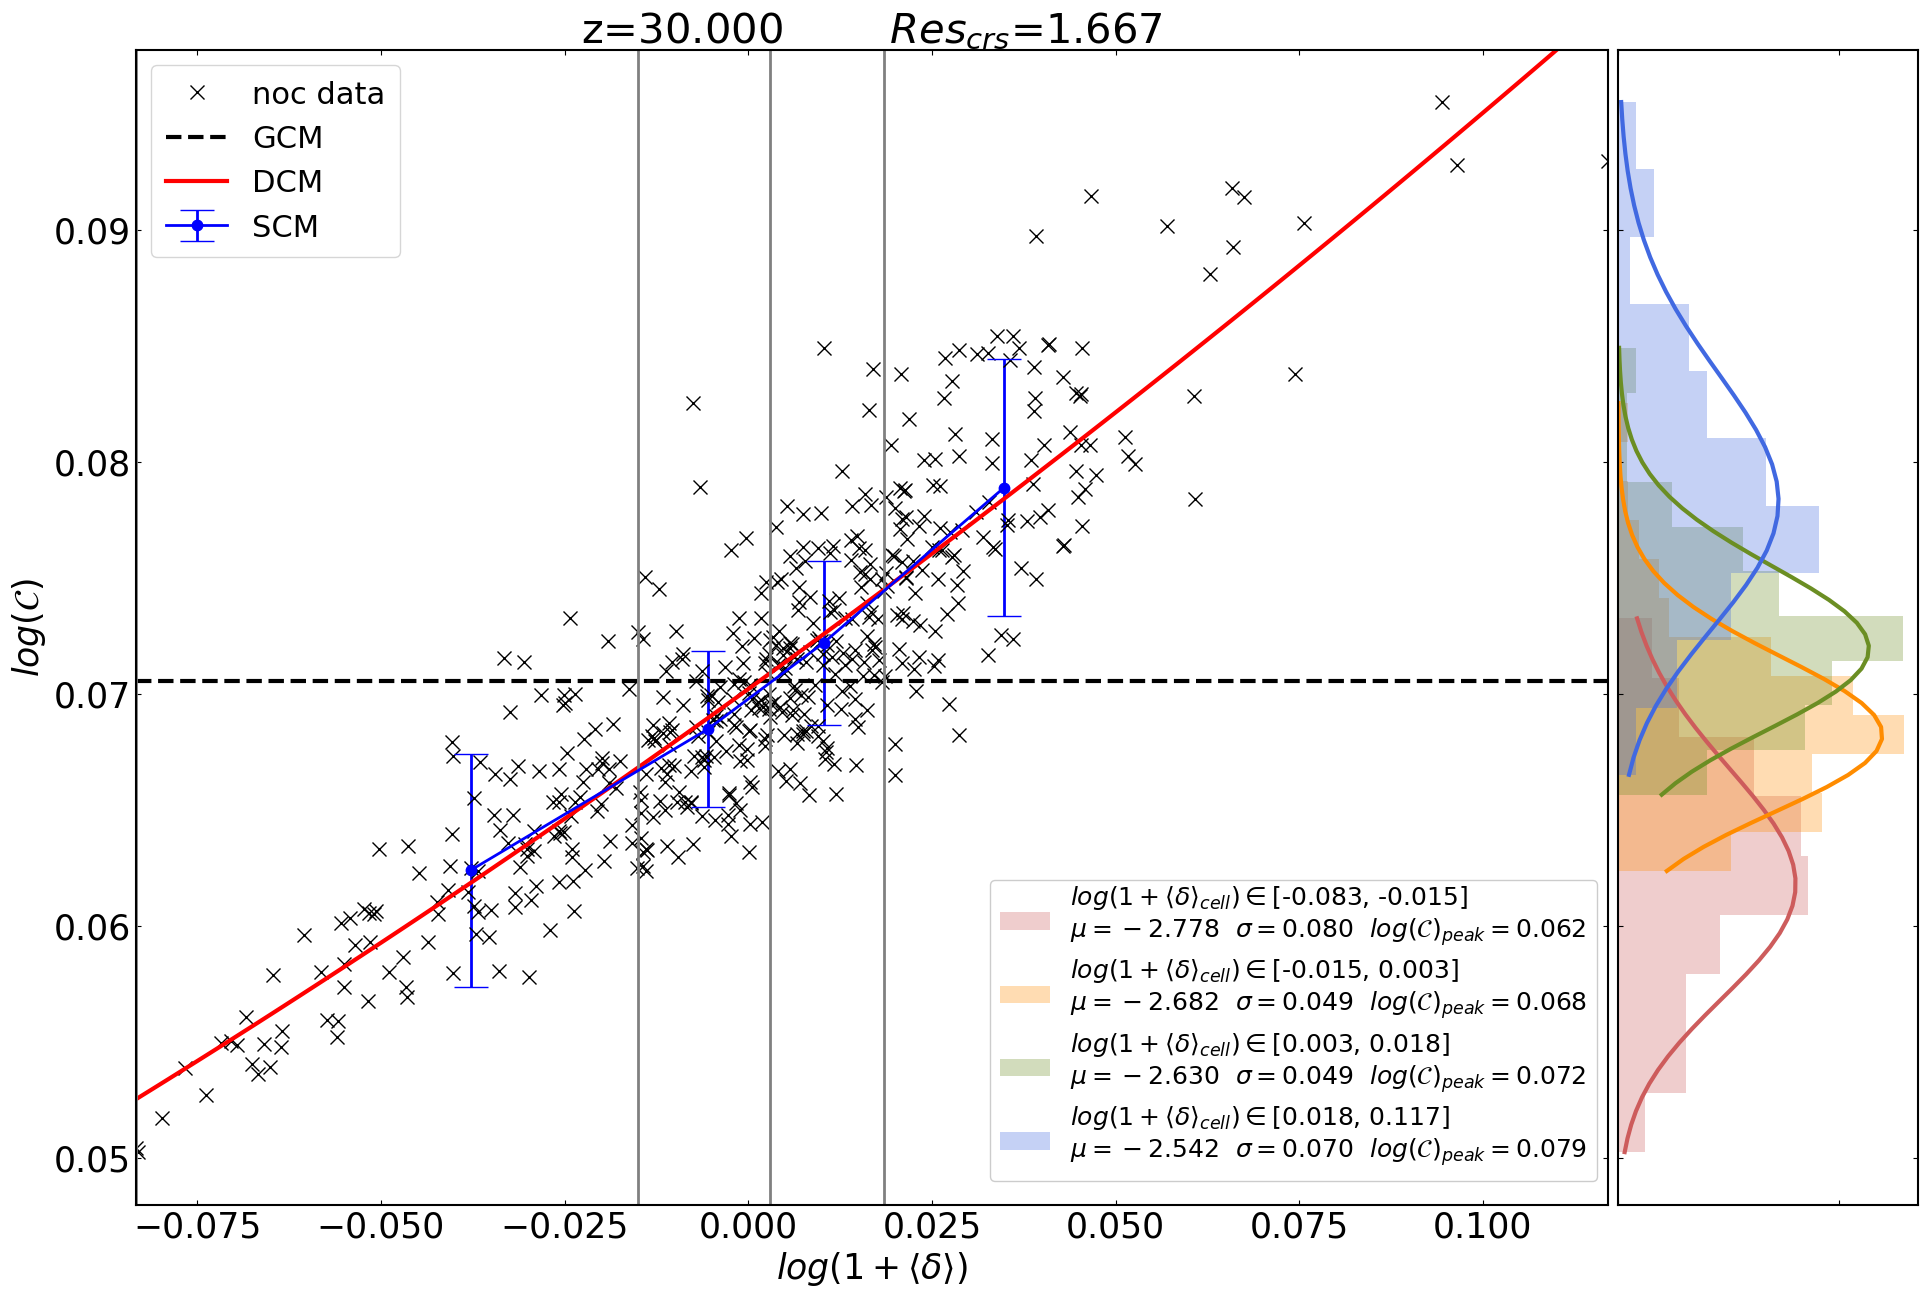 z=30.000 Res_crs=1.667
noc data
GCM
DCM
SCM
0.09
0.08
0.07
0.06
0.05
log(𝒞)
log(1 + ⟨δ⟩_cell) ∈ [-0.083, -0.015]
μ = −2.778 σ = 0.080 log(𝒞)_peak = 0.062
log(1 + ⟨δ⟩_cell) ∈ [-0.015, 0.003]
μ = −2.682 σ = 0.049 log(𝒞)_peak = 0.068
log(1 + ⟨δ⟩_cell) ∈ [0.003, 0.018]
μ = −2.630 σ = 0.049 log(𝒞)_peak = 0.072
log(1 + ⟨δ⟩_cell) ∈ [0.018, 0.117]
μ = −2.542 σ = 0.070 log(𝒞)_peak = 0.079
−0.075 −0.050 −0.025 0.000 0.025 0.050 0.075 0.100
log(1 + ⟨δ⟩)